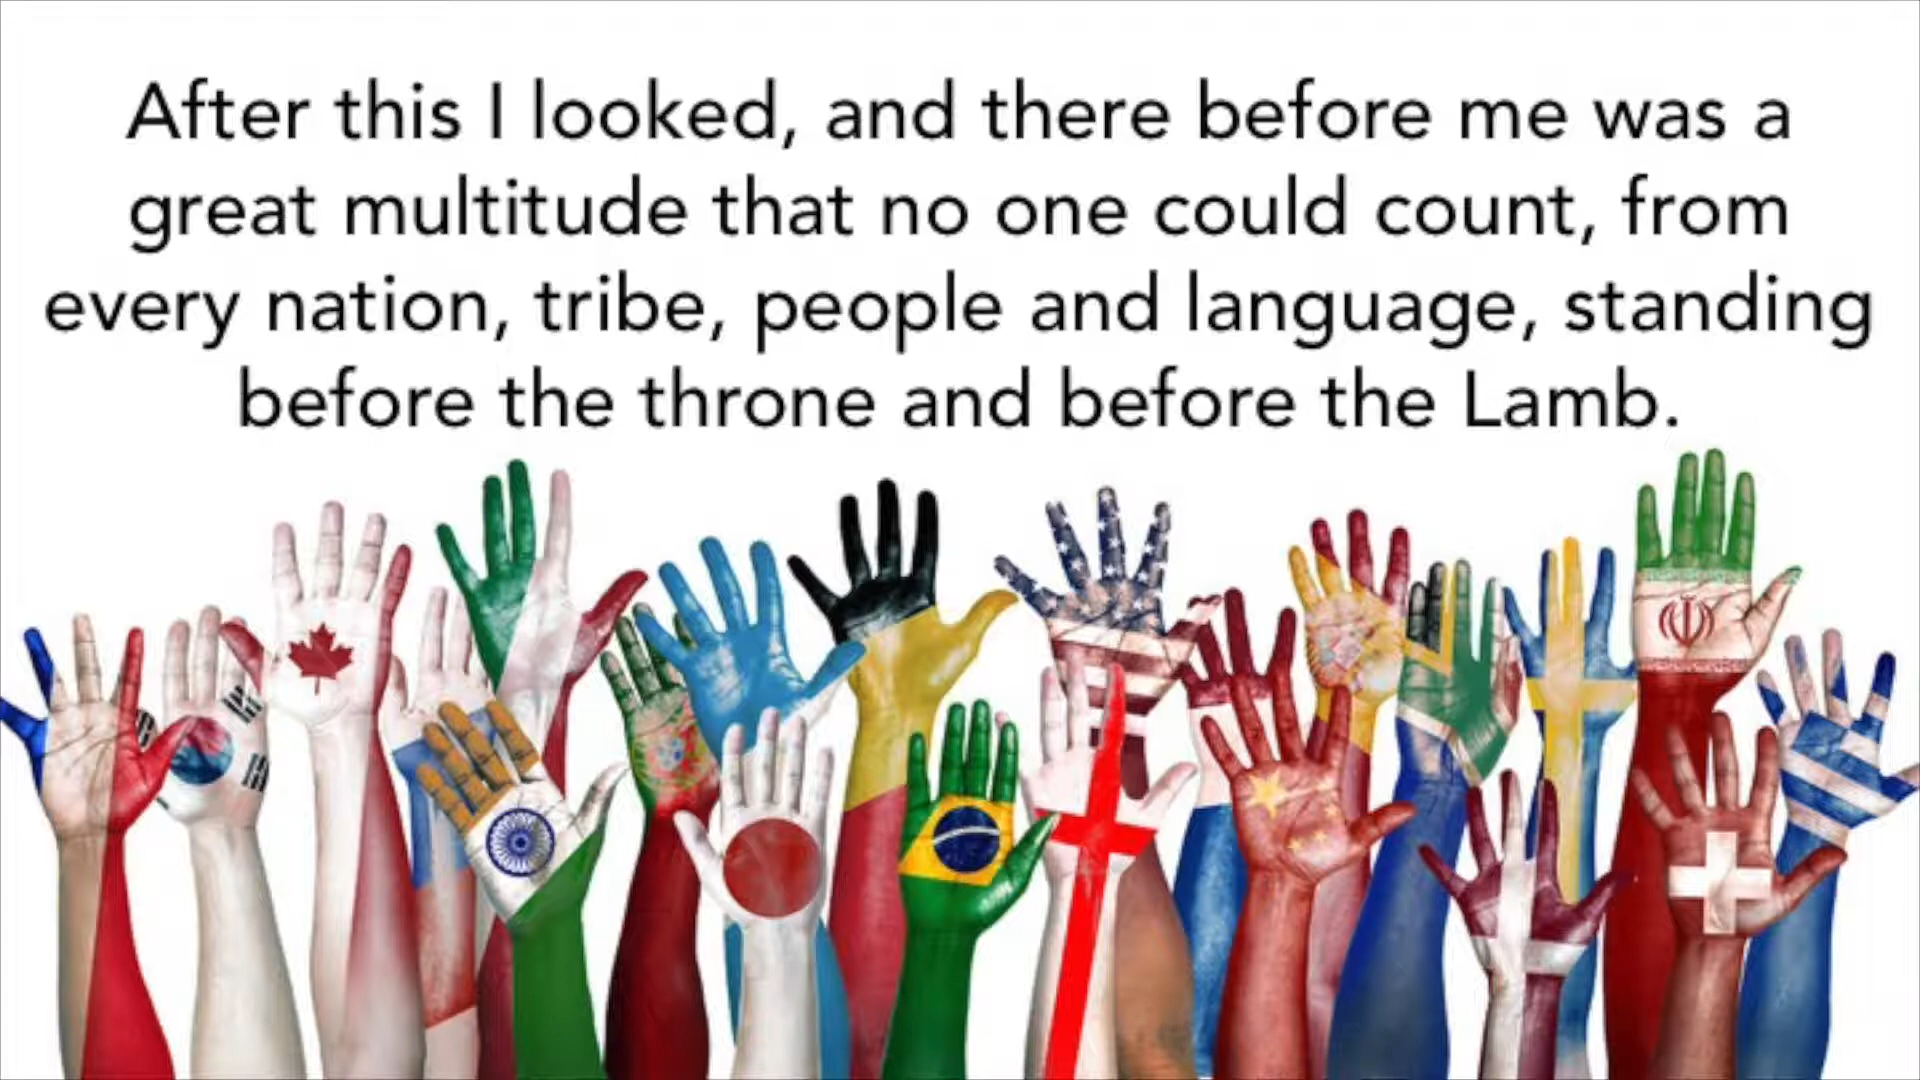 After this I looked, and there before me was a
great multitude that no one could count, from
every nation, tribe, people and language, standing
before the throne and before the Lamb.